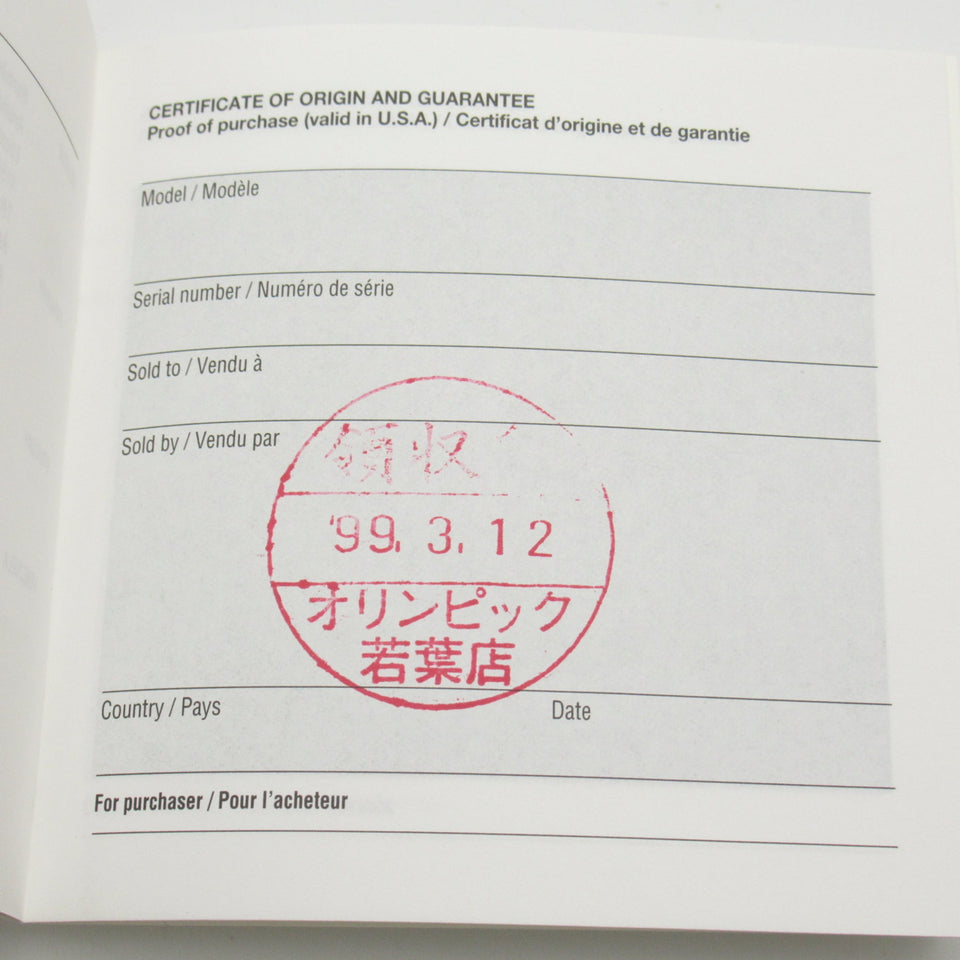 CERTIFICATE OF ORIGIN AND GUARANTEE
Proof of purchase (valid in U.S.A.) / Certificat d'origine et de garantie
Model / Modèle
Serial number / Numéro de série
Sold to / Vendu à
Sold by / Vendu par
領収
'99. 3. 12
オリンピック
若葉店
Country / Pays
Date
For purchaser / Pour l'acheteur